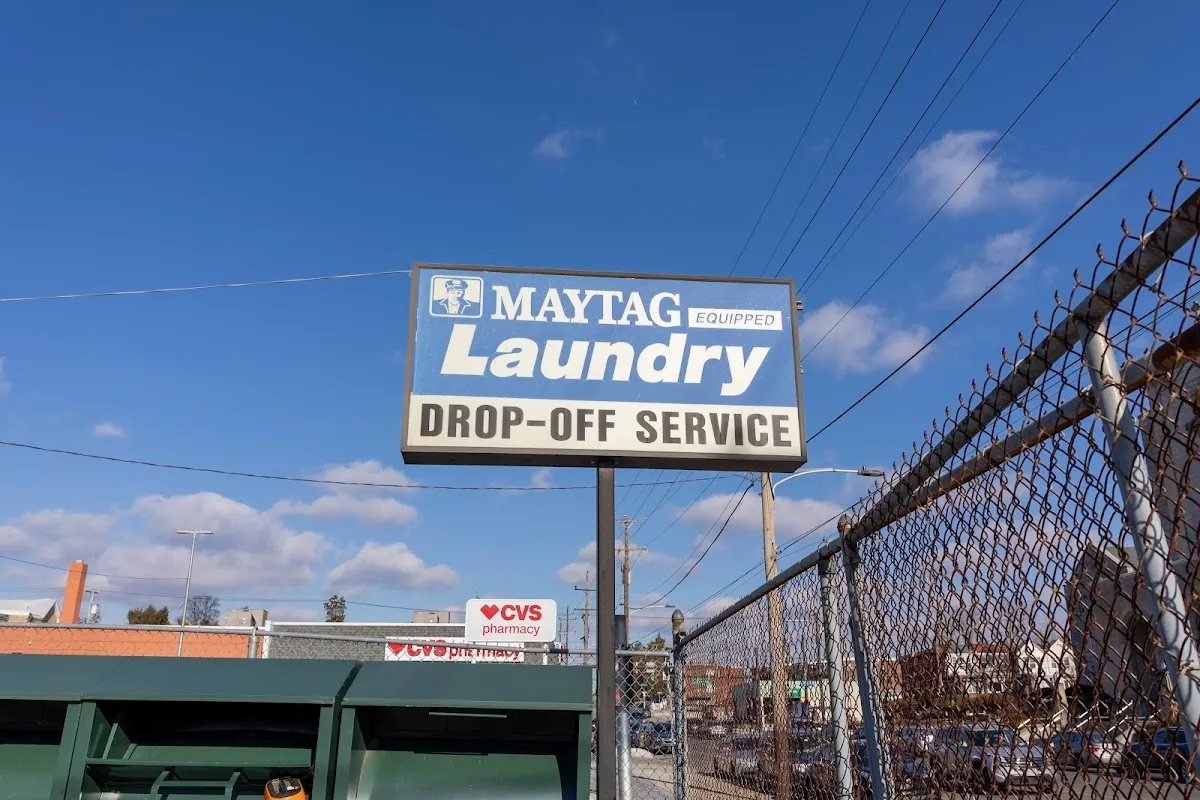 MAYTAG EQUIPPED
Laundry
DROP-OFF SERVICE
CVS
pharmacy
CVS pharmacy